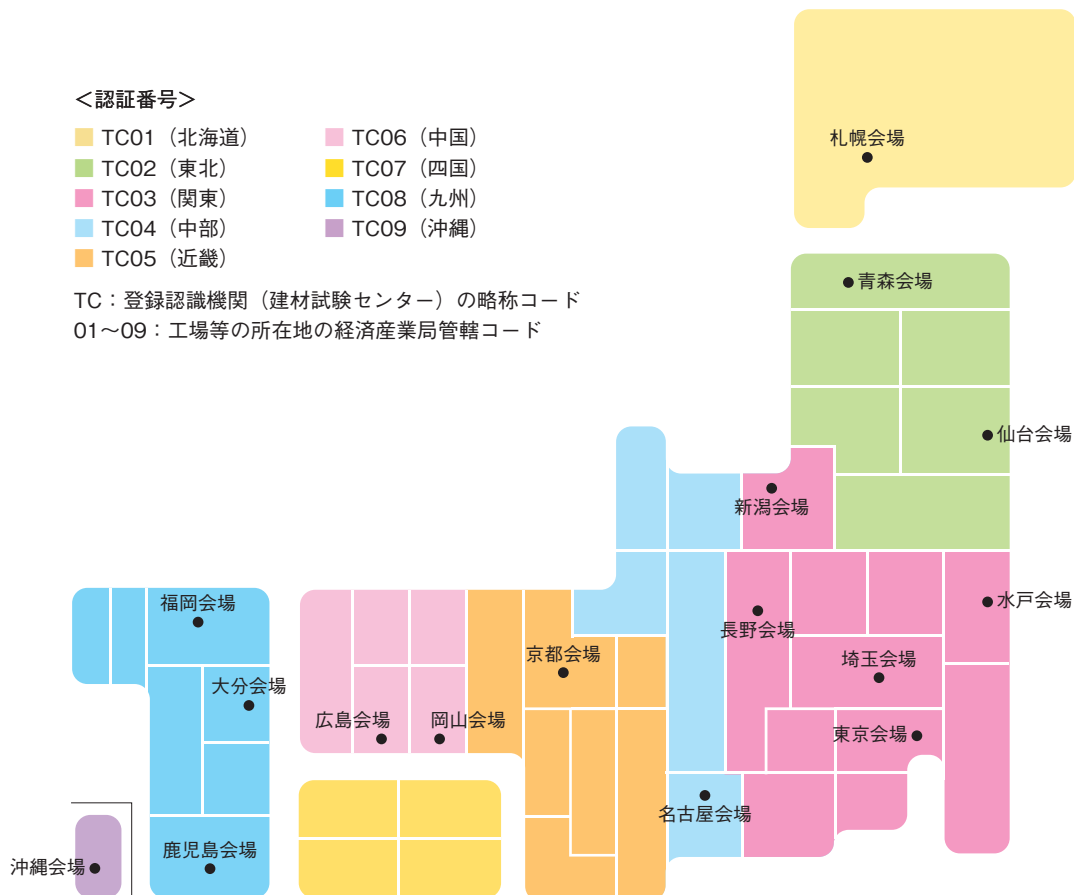 ＜認証番号＞
TC01（北海道）
TC02（東北）
TC03（関東）
TC04（中部）
TC05（近畿）
TC06（中国）
TC07（四国）
TC08（九州）
TC09（沖縄）
TC：登録認識機関（建材試験センター）の略称コード
01～09：工場等の所在地の経済産業局管轄コード
札幌会場
青森会場
仙台会場
新潟会場
水戸会場
長野会場
埼玉会場
東京会場
名古屋会場
京都会場
岡山会場
広島会場
福岡会場
大分会場
鹿児島会場
沖縄会場